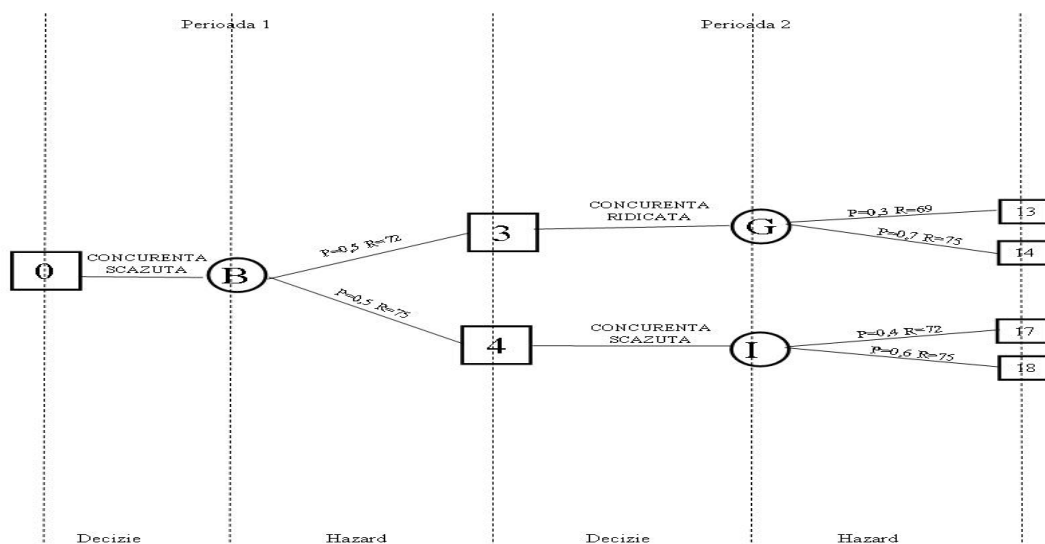 Perioada 1
Perioada 2
CONCURENTA
RIDICATA
P=0,3 R=69
13
3
G
P=0,7 R=75
14
P=0,5 R=72
CONCURENTA
SCAZUTA
0
B
P=0,5 R=75
CONCURENTA
SCAZUTA
4
I
P=0,4 R=72
17
P=0,6 R=75
18
Decizie
Hazard
Decizie
Hazard